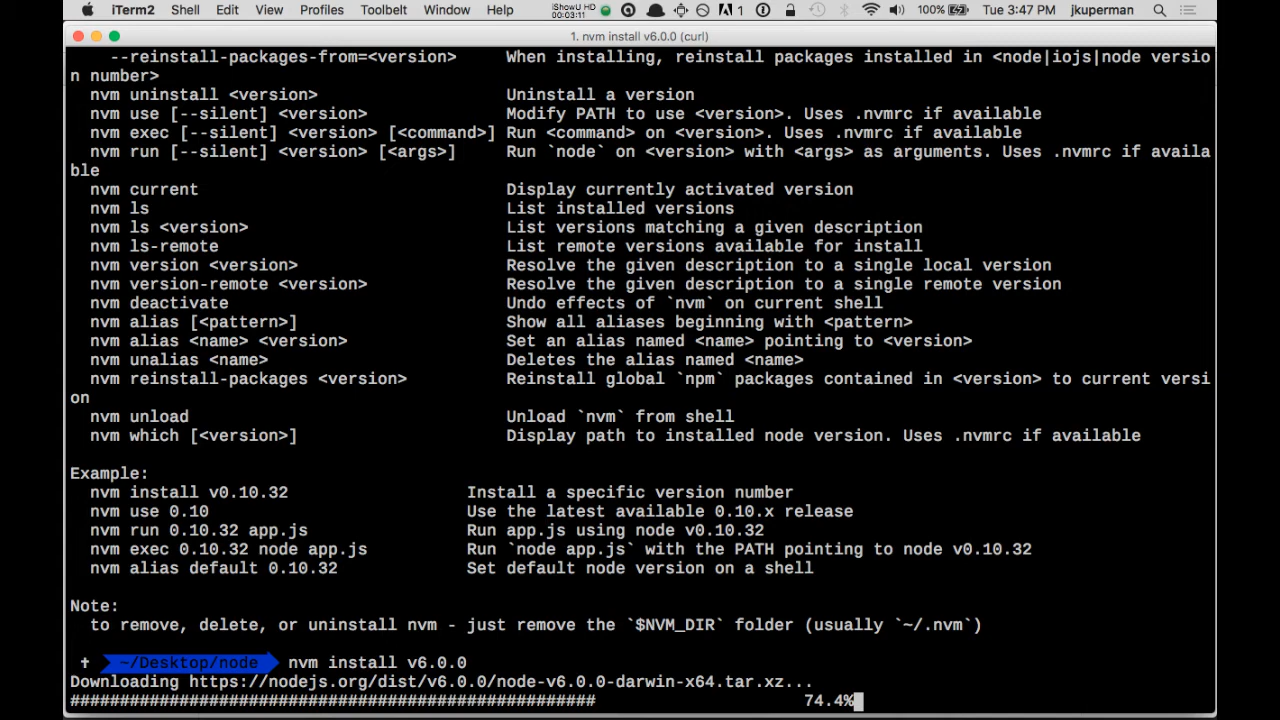 iTerm2 Shell Edit View Profiles Toolbelt Window Help iShowU HD 00:03:11 1 100% Tue 3:47 PM jkuperman
1. nvm install v6.0.0 (curl)
--reinstall-packages-from=<version> When installing, reinstall packages installed in <node|iojs|node versio
n number>
nvm uninstall <version> Uninstall a version
nvm use [--silent] <version> Modify PATH to use <version>. Uses .nvmrc if available
nvm exec [--silent] <version> [<command>] Run <command> on <version>. Uses .nvmrc if available
nvm run [--silent] <version> [<args>] Run `node` on <version> with <args> as arguments. Uses .nvmrc if availa
ble
nvm current Display currently activated version
nvm ls List installed versions
nvm ls <version> List versions matching a given description
nvm ls-remote List remote versions available for install
nvm version <version> Resolve the given description to a single local version
nvm version-remote <version> Resolve the given description to a single remote version
nvm deactivate Undo effects of `nvm` on current shell
nvm alias [<pattern>] Show all aliases beginning with <pattern>
nvm alias <name> <version> Set an alias named <name> pointing to <version>
nvm unalias <name> Deletes the alias named <name>
nvm reinstall-packages <version> Reinstall global `npm` packages contained in <version> to current versi
on
nvm unload Unload `nvm` from shell
nvm which [<version>] Display path to installed node version. Uses .nvmrc if available
Example:
nvm install v0.10.32 Install a specific version number
nvm use 0.10 Use the latest available 0.10.x release
nvm run 0.10.32 app.js Run app.js using node v0.10.32
nvm exec 0.10.32 node app.js Run `node app.js` with the PATH pointing to node v0.10.32
nvm alias default 0.10.32 Set default node version on a shell
Note:
to remove, delete, or uninstall nvm - just remove the `$NVM_DIR` folder (usually `~/.nvm`)
† ~/Desktop/node nvm install v6.0.0
Downloading https://nodejs.org/dist/v6.0.0/node-v6.0.0-darwin-x64.tar.xz...
##################################################### 74.4%